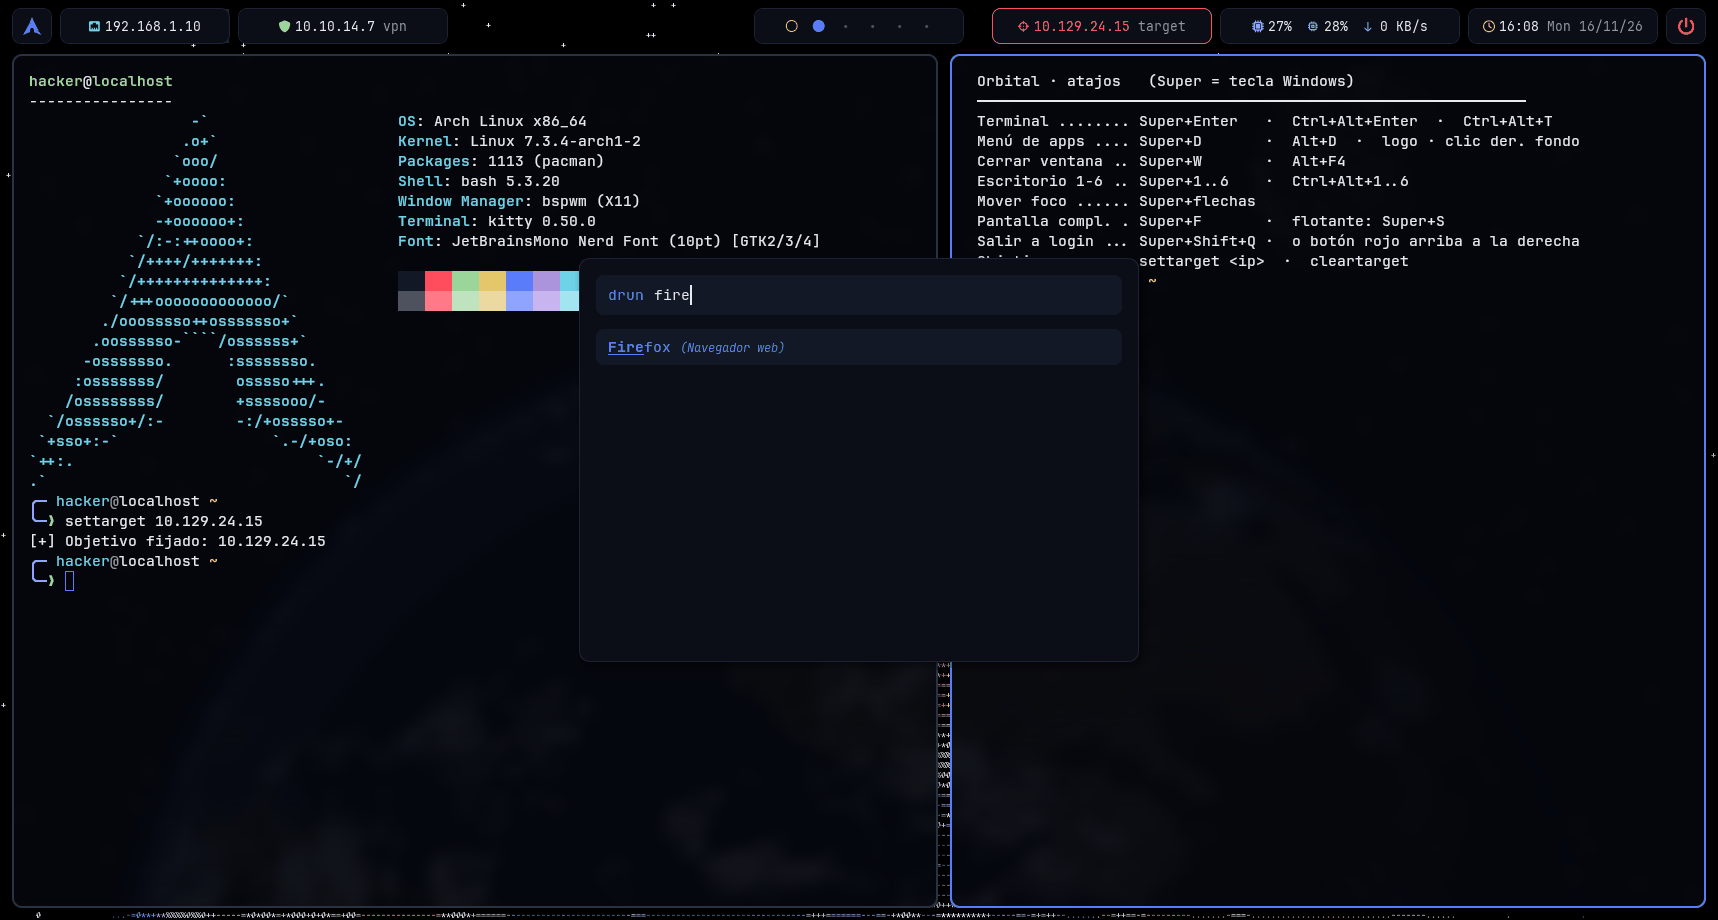 192.168.1.10
10.10.14.7 vpn
10.129.24.15 target
27% 28% ↓ 0 KB/s
16:08 Mon 16/11/26
hacker@localhost
----------------
OS: Arch Linux x86_64
Kernel: Linux 7.3.4-arch1-2
Packages: 1113 (pacman)
Shell: bash 5.3.20
Window Manager: bspwm (X11)
Terminal: kitty 0.50.0
Font: JetBrainsMono Nerd Font (10pt) [GTK2/3/4]
hacker@localhost ~
❯ settarget 10.129.24.15
[+] Objetivo fijado: 10.129.24.15
hacker@localhost ~
❯
Orbital · atajos (Super = tecla Windows)
Terminal ........ Super+Enter · Ctrl+Alt+Enter · Ctrl+Alt+T
Menú de apps .... Super+D · Alt+D · logo · clic der. fondo
Cerrar ventana .. Super+W · Alt+F4
Escritorio 1-6 .. Super+1..6 · Ctrl+Alt+1..6
Mover foco ...... Super+flechas
Pantalla compl. . Super+F · flotante: Super+S
Salir a login ... Super+Shift+Q · o botón rojo arriba a la derecha
settarget <ip> · cleartarget
~
drun fire
Firefox (Navegador web)